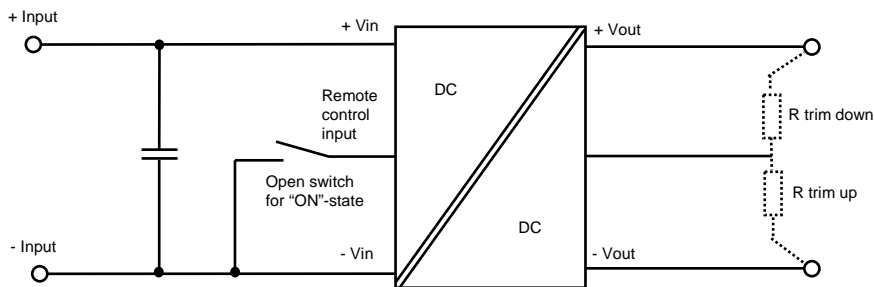 + Input
+ Vin
+ Vout
DC
Remote
control
input
R trim down
Open switch
for “ON”-state
R trim up
DC
- Input
- Vin
- Vout